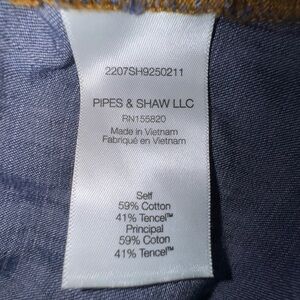 2207SH9250211
PIPES & SHAW LLC
RN155820
Made in Vietnam
Fabriqué en Vietnam
Self
59% Cotton
41% Tencel™
Principal
59% Coton
41% Tencel™